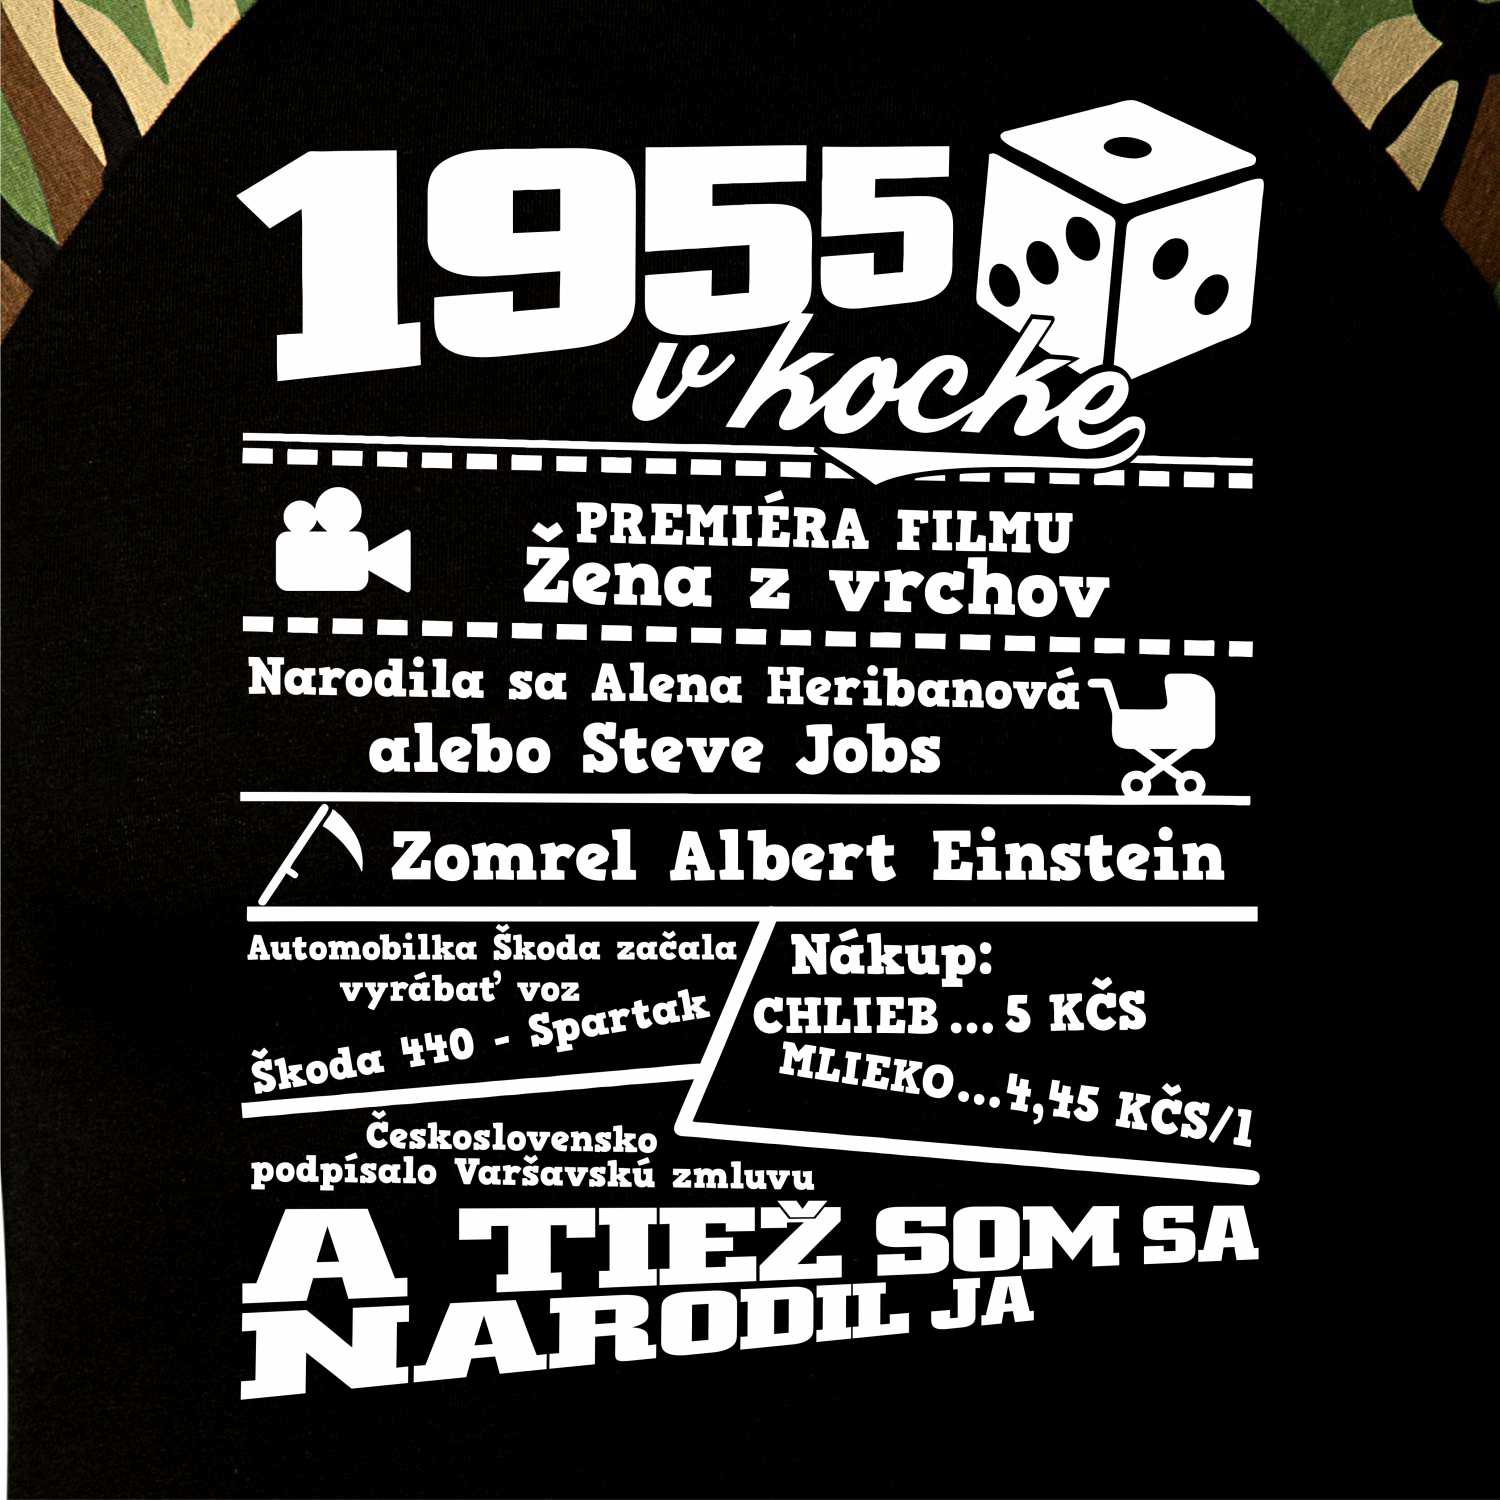 1955
v kocke
PREMIÉRA FILMU
Žena z vrchov
Narodila sa Alena Heribanová
alebo Steve Jobs
Zomrel Albert Einstein
Automobilka Škoda začala
vyrábať voz
Škoda 440 - Spartak
Nákup:
CHLIEB...5 KČS
MLIEKO...4,45 KČS/l
Československo
podpísalo Varšavskú zmluvu
A TIEŽ SOM SA
NARODIL JA